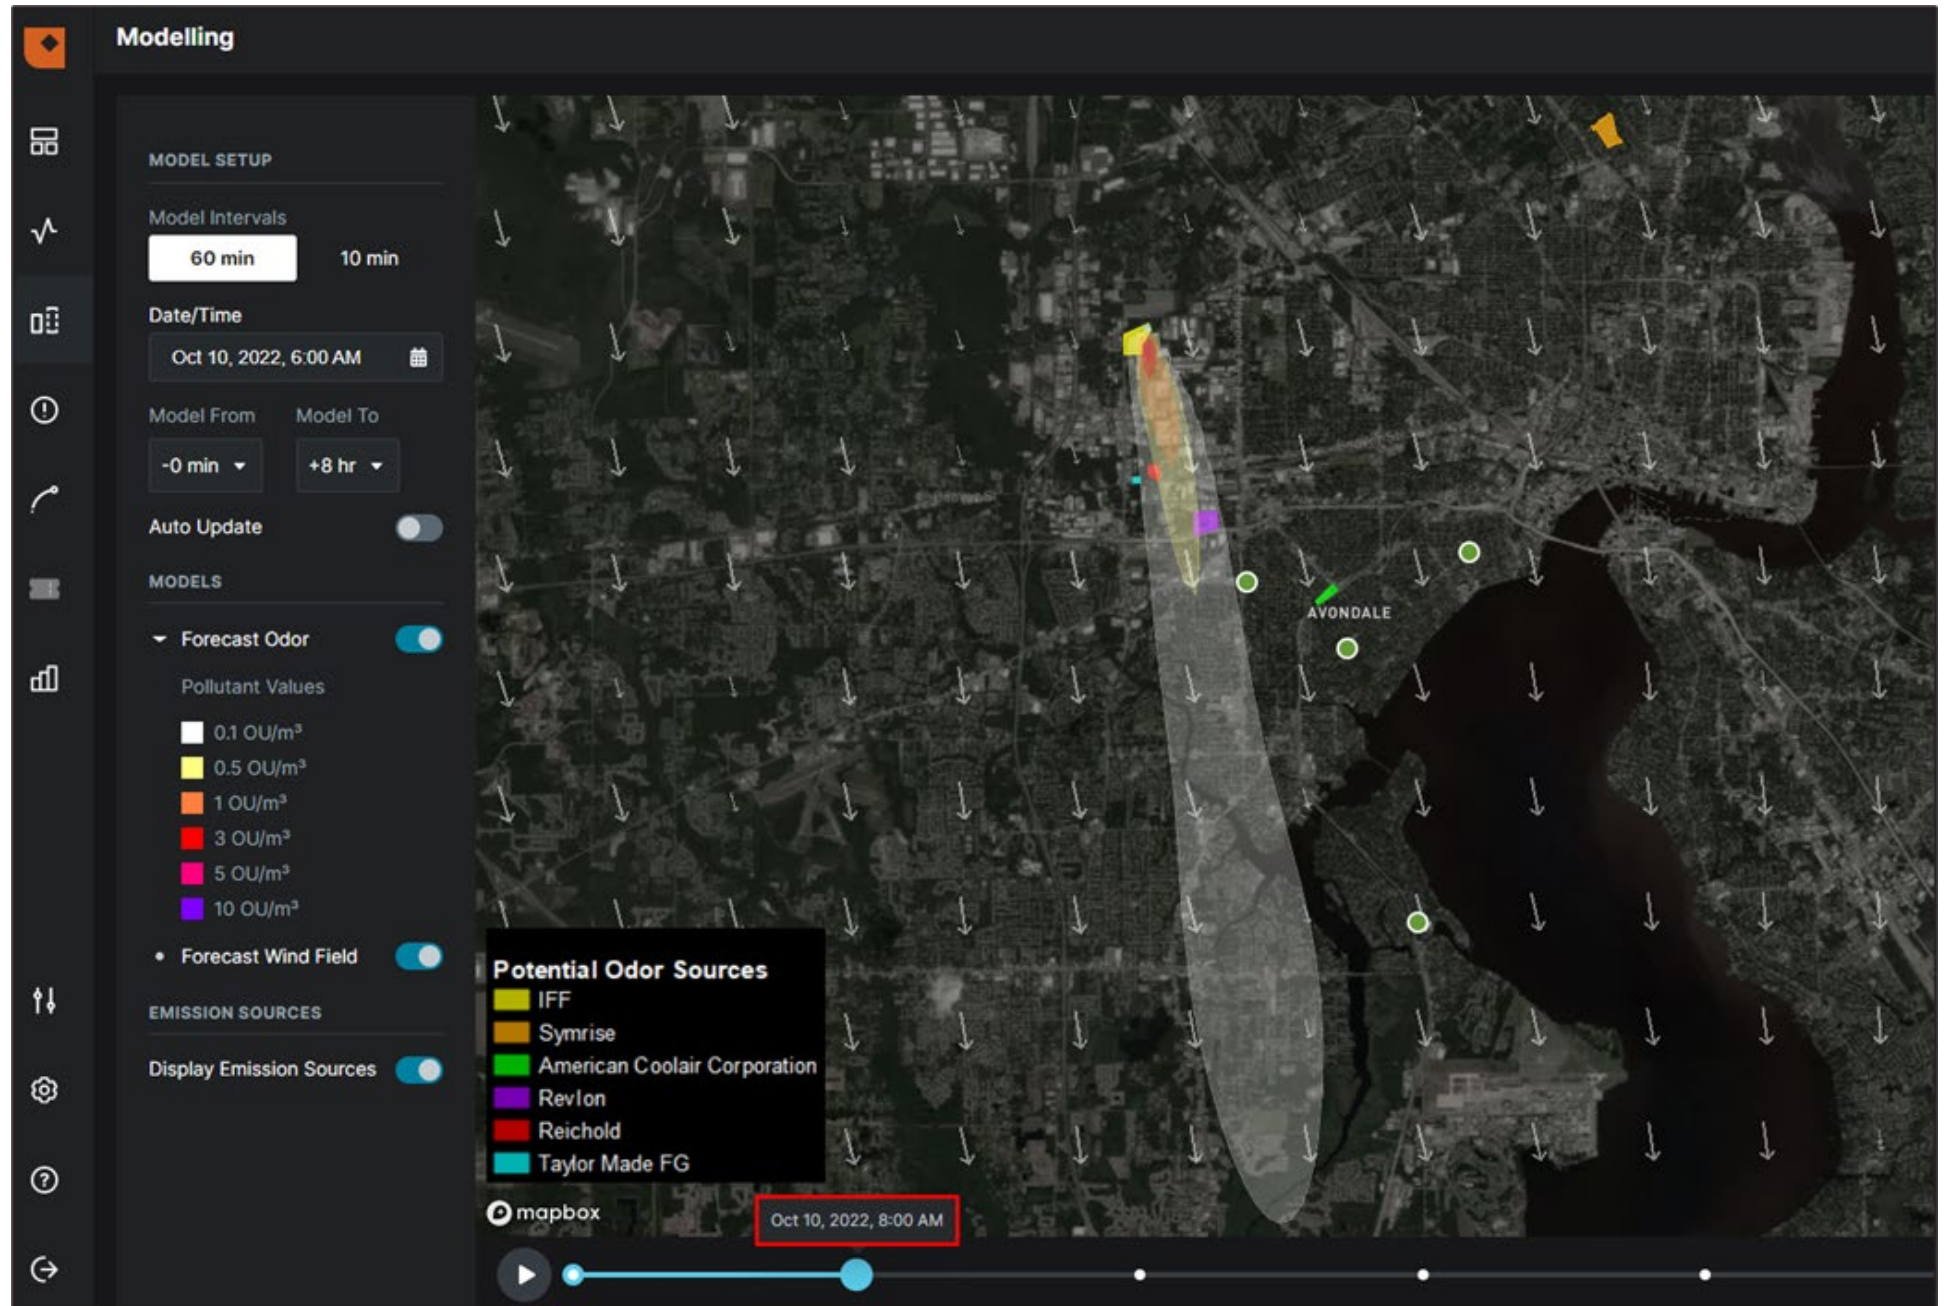 Modelling
MODEL SETUP
Model Intervals
60 min 10 min
Date/Time
Oct 10, 2022, 6:00 AM
Model From Model To
-0 min +8 hr
Auto Update
MODELS
Forecast Odor
Pollutant Values
0.1 OU/m³
0.5 OU/m³
1 OU/m³
3 OU/m³
5 OU/m³
10 OU/m³
Forecast Wind Field
EMISSION SOURCES
Display Emission Sources
AVONDALE
Potential Odor Sources
IFF
Symrise
American Coolair Corporation
Revlon
Reichold
Taylor Made FG
mapbox
Oct 10, 2022, 8:00 AM